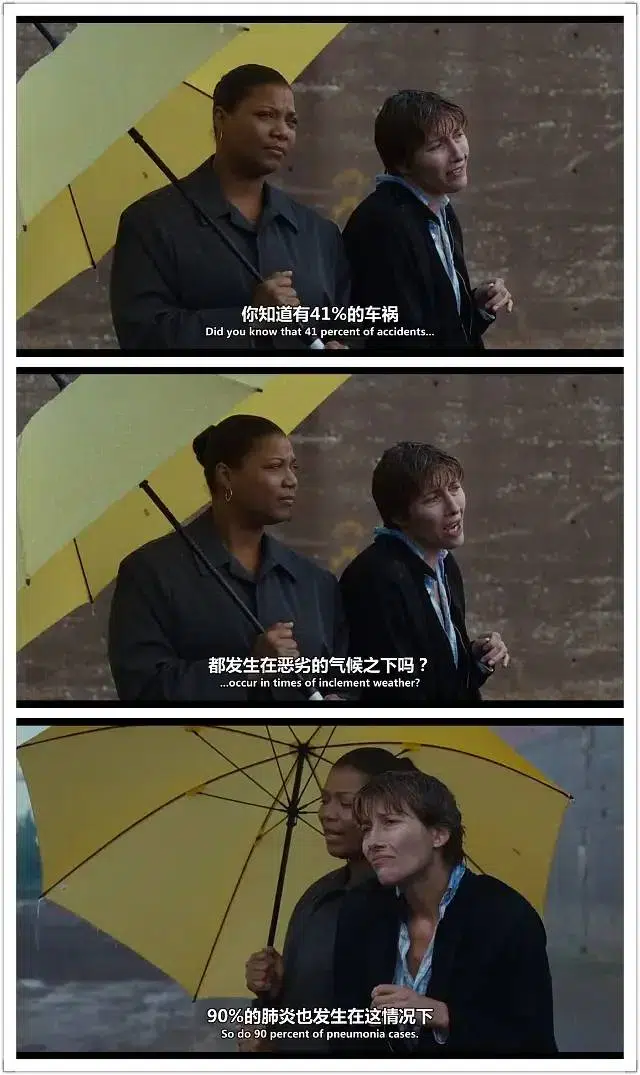 你知道有41%的车祸
Did you know that 41 percent of accidents...
都发生在恶劣的气候之下吗？
...occur in times of inclement weather?
90%的肺炎也发生在这情况下
So do 90 percent of pneumonia cases.